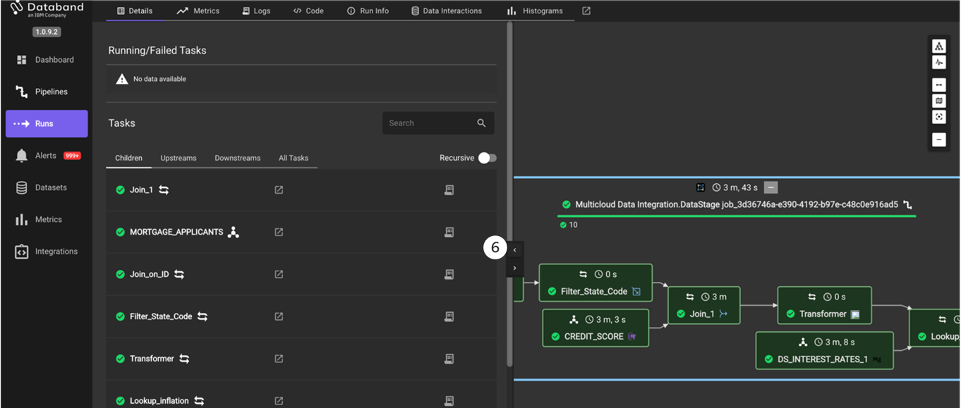 Databand
an IBM Company
1.0.9.2
Dashboard
Pipelines
Runs
Alerts 999+
Datasets
Metrics
Integrations
Details Metrics Logs Code Run Info Data Interactions Histograms
Running/Failed Tasks
No data available
Tasks
Search
Children Upstreams Downstreams All Tasks
Recursive
Join_1
MORTGAGE_APPLICANTS
Join_on_ID
Filter_State_Code
Transformer
Lookup_inflation
6
3 m, 43 s
Multicloud Data Integration.DataStage job_3d36746a-e390-4192-b97e-c48c0e916ad5
10
0 s
Filter_State_Code
3 m, 3 s
CREDIT_SCORE
3 m
Join_1
0 s
Transformer
3 m, 8 s
DS_INTEREST_RATES_1
0
Lookup_